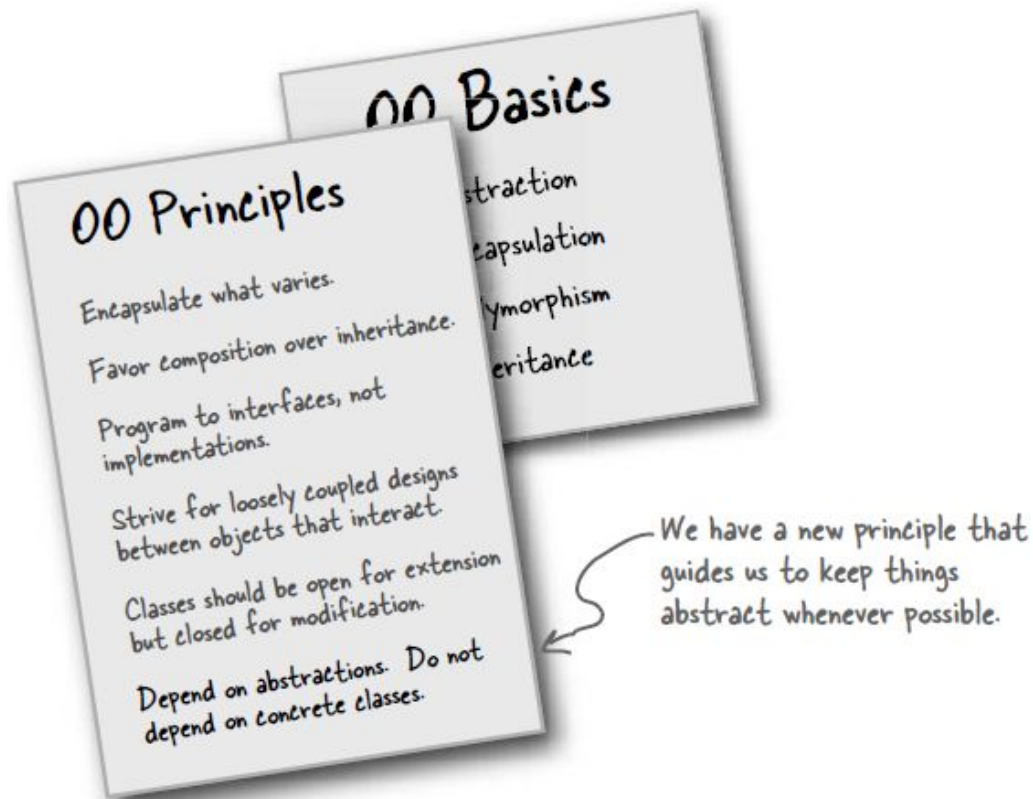 OO Basics
straction
capsulation
ymorphism
eritance
OO Principles
Encapsulate what varies.
Favor composition over inheritance.
Program to interfaces, not
implementations.
Strive for loosely coupled designs
between objects that interact.
Classes should be open for extension
but closed for modification.
Depend on abstractions. Do not
depend on concrete classes.
We have a new principle that
guides us to keep things
abstract whenever possible.